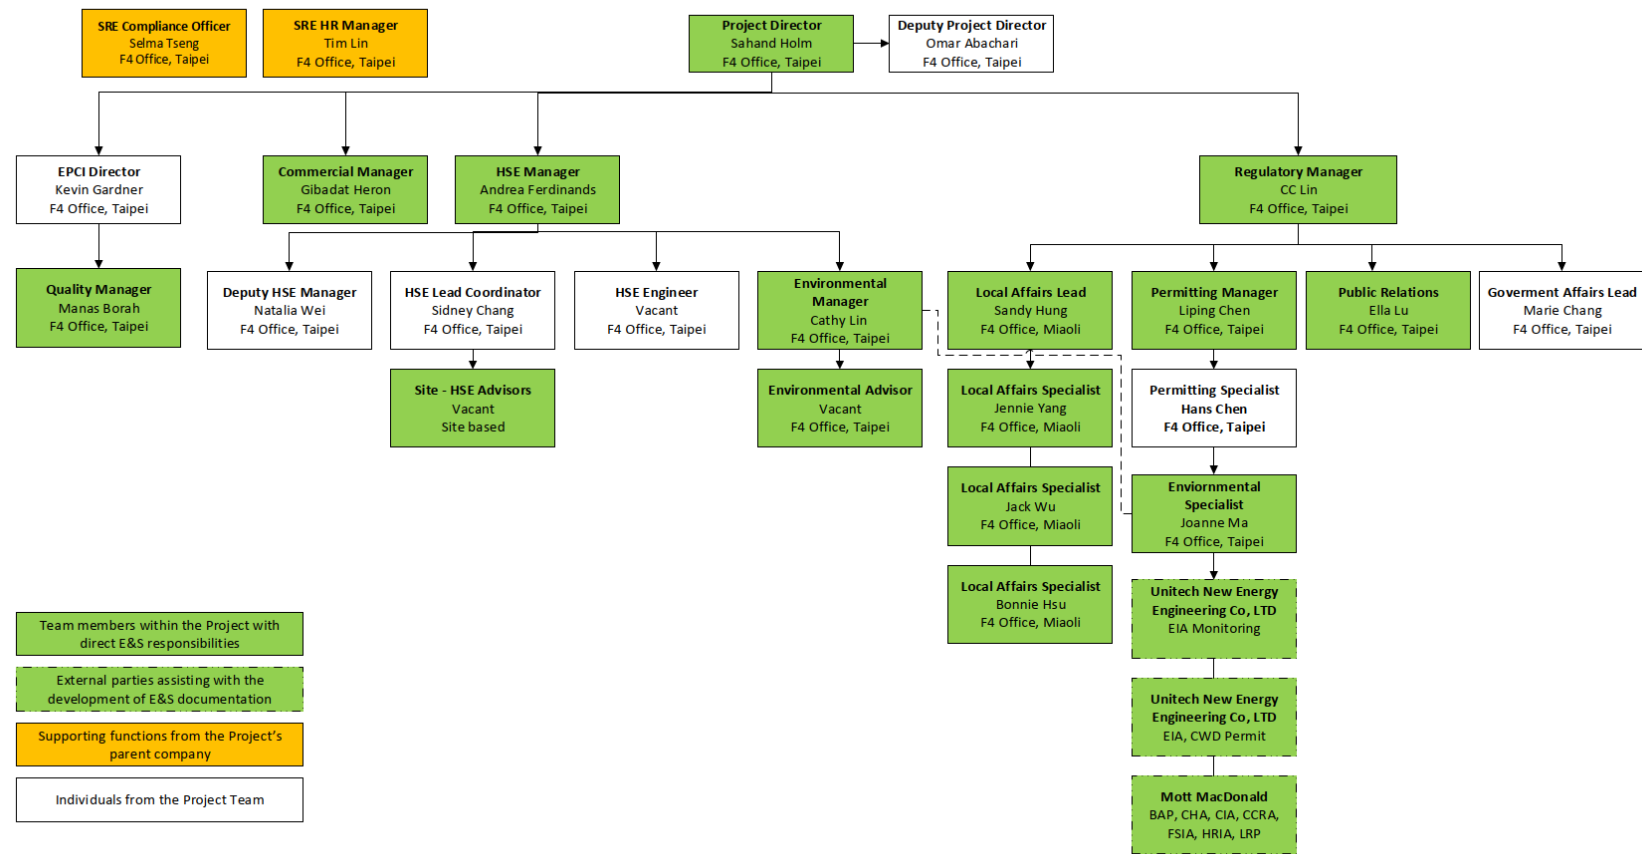 SRE Compliance Officer
Selma Tseng
F4 Office, Taipei
SRE HR Manager
Tim Lin
F4 Office, Taipei
Project Director
Sahand Holm
F4 Office, Taipei
Deputy Project Director
Omar Abachari
F4 Office, Taipei
EPCI Director
Kevin Gardner
F4 Office, Taipei
Commercial Manager
Gibadat Heron
F4 Office, Taipei
HSE Manager
Andrea Ferdinands
F4 Office, Taipei
Regulatory Manager
CC Lin
F4 Office, Taipei
Quality Manager
Manas Borah
F4 Office, Taipei
Deputy HSE Manager
Natalia Wei
F4 Office, Taipei
HSE Lead Coordinator
Sidney Chang
F4 Office, Taipei
HSE Engineer
Vacant
F4 Office, Taipei
Environmental
Manager
Cathy Lin
F4 Office, Taipei
Local Affairs Lead
Sandy Hung
F4 Office, Miaoli
Permitting Manager
Liping Chen
F4 Office, Taipei
Public Relations
Ella Lu
F4 Office, Taipei
Goverment Affairs Lead
Marie Chang
F4 Office, Taipei
Site - HSE Advisors
Vacant
Site based
Environmental Advisor
Vacant
F4 Office, Taipei
Local Affairs Specialist
Jennie Yang
F4 Office, Miaoli
Permitting Specialist
Hans Chen
F4 Office, Taipei
Local Affairs Specialist
Jack Wu
F4 Office, Miaoli
Enviornmental
Specialist
Joanne Ma
F4 Office, Taipei
Local Affairs Specialist
Bonnie Hsu
F4 Office, Miaoli
Unitech New Energy
Engineering Co, LTD
EIA Monitoring
Unitech New Energy
Engineering Co, LTD
EIA, CWD Permit
Mott MacDonald
BAP, CHA, CIA, CCRA,
FSIA, HRIA, LRP
Team members within the Project with
direct E&S responsibilities
External parties assisting with the
development of E&S documentation
Supporting functions from the Project's
parent company
Individuals from the Project Team